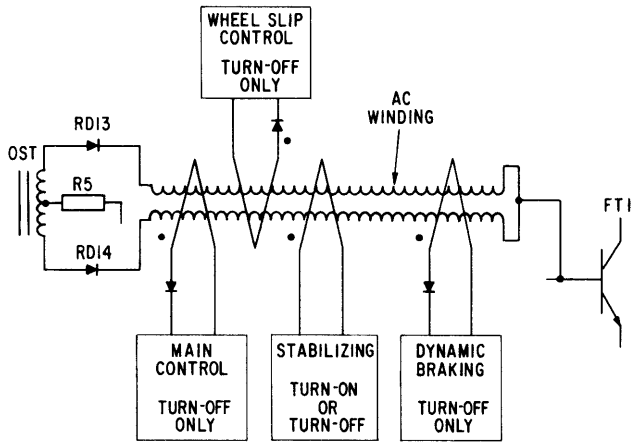 WHEEL SLIP
CONTROL
TURN-OFF
ONLY
AC
WINDING
RD13
OST
R5
RD14
FT1
MAIN
CONTROL
TURN-OFF
ONLY
STABILIZING
TURN-ON
OR
TURN-OFF
DYNAMIC
BRAKING
TURN-OFF
ONLY